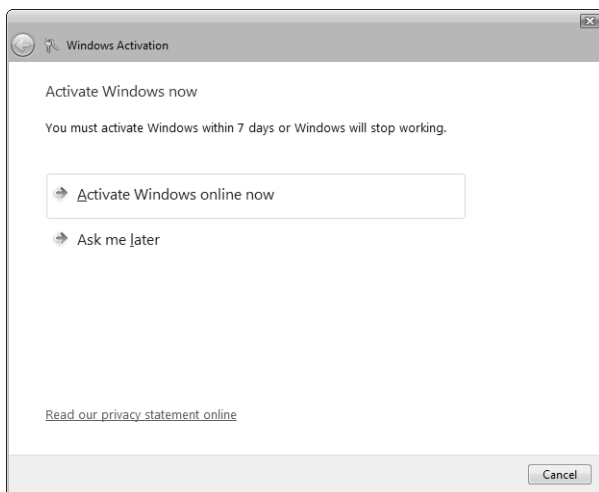 Windows Activation
Activate Windows now
You must activate Windows within 7 days or Windows will stop working.
Activate Windows online now
Ask me later
Read our privacy statement online
Cancel